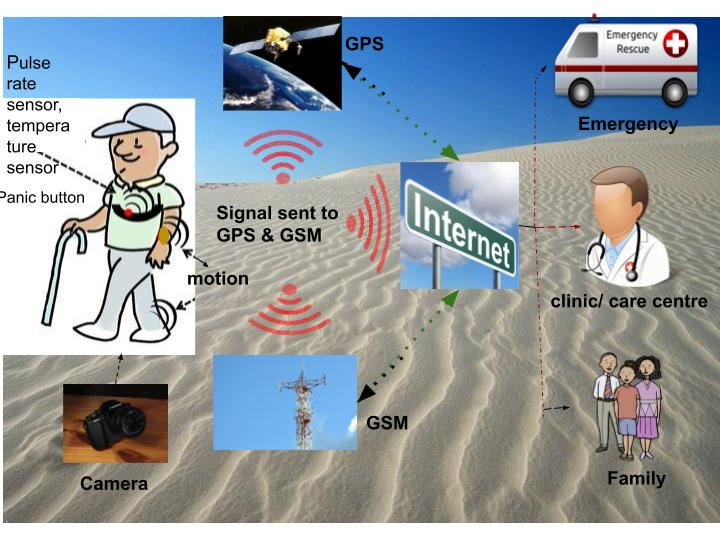 Pulse
rate
sensor,
tempera
ture
sensor
Panic button
GPS
Signal sent to
GPS & GSM
motion
Internet
Emergency
Rescue
Emergency
clinic/ care centre
GSM
Camera
Family